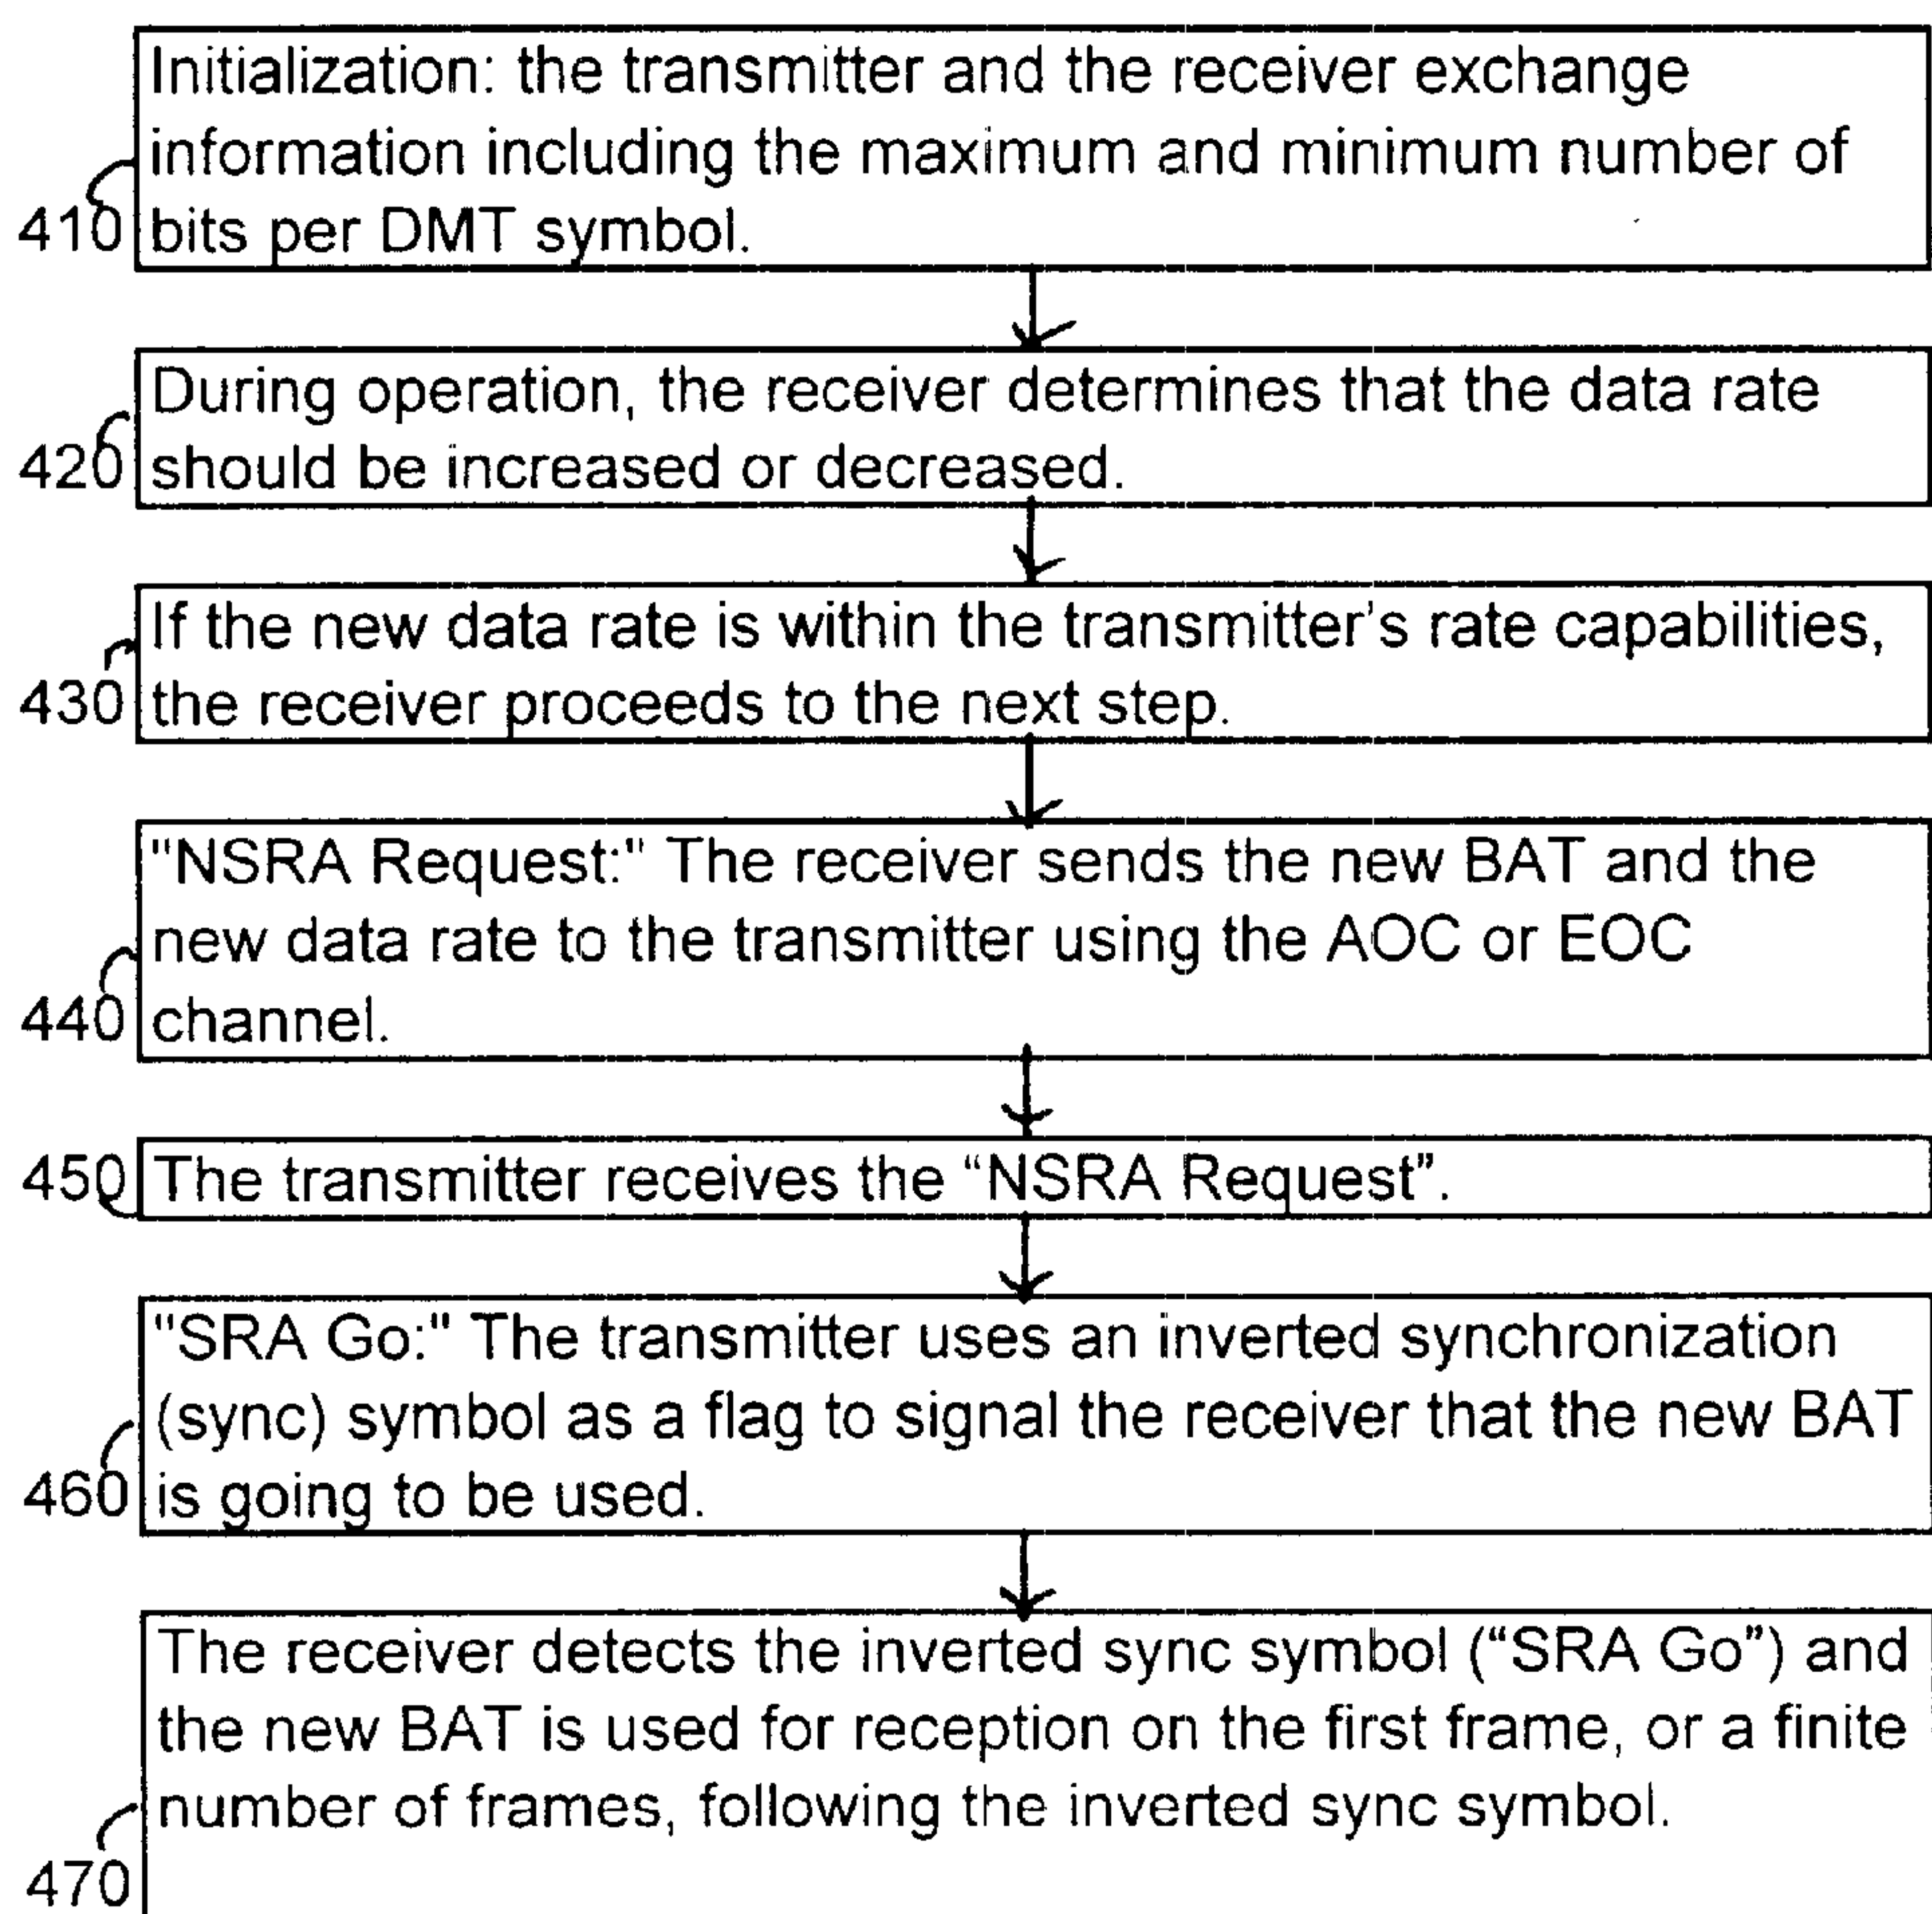 Initialization: the transmitter and the receiver exchange
information including the maximum and minimum number of
410 bits per DMT symbol.
During operation, the receiver determines that the data rate
420 should be increased or decreased.
If the new data rate is within the transmitter's rate capabilities,
430 the receiver proceeds to the next step.
"NSRA Request:" The receiver sends the new BAT and the
new data rate to the transmitter using the AOC or EOC
440 channel.
450 The transmitter receives the “NSRA Request”.
"SRA Go:" The transmitter uses an inverted synchronization
(sync) symbol as a flag to signal the receiver that the new BAT
460 is going to be used.
The receiver detects the inverted sync symbol (“SRA Go”) and
the new BAT is used for reception on the first frame, or a finite
number of frames, following the inverted sync symbol.
470